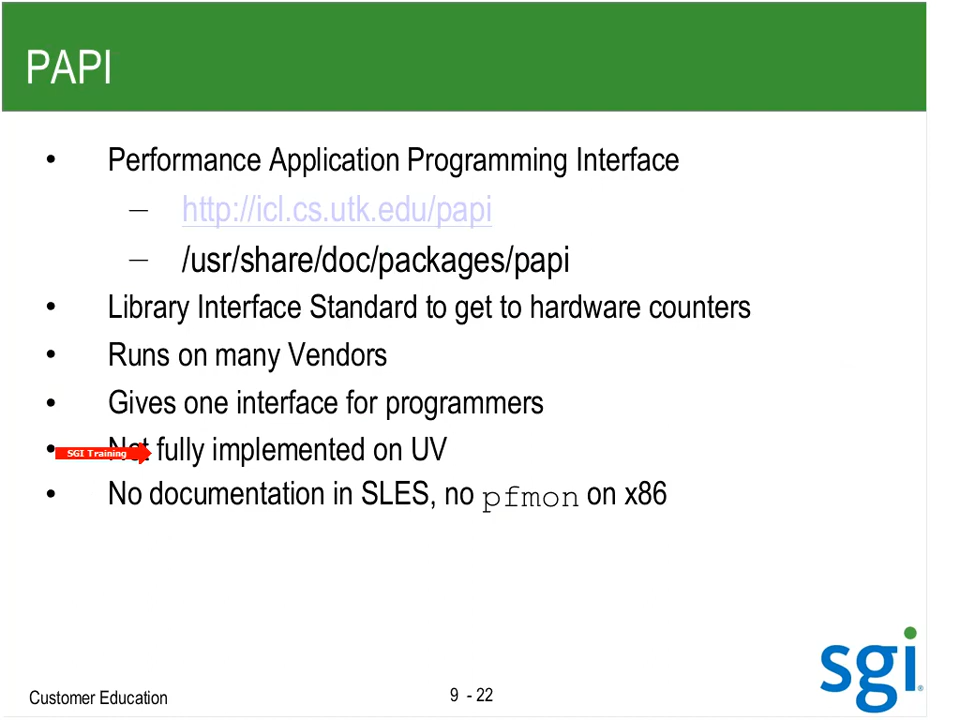 PAPI
• Performance Application Programming Interface
– http://icl.cs.utk.edu/papi
– /usr/share/doc/packages/papi
• Library Interface Standard to get to hardware counters
• Runs on many Vendors
• Gives one interface for programmers
• Not fully implemented on UV
SGI Training
• No documentation in SLES, no pfmon on x86
sgi®
Customer Education
9 - 22